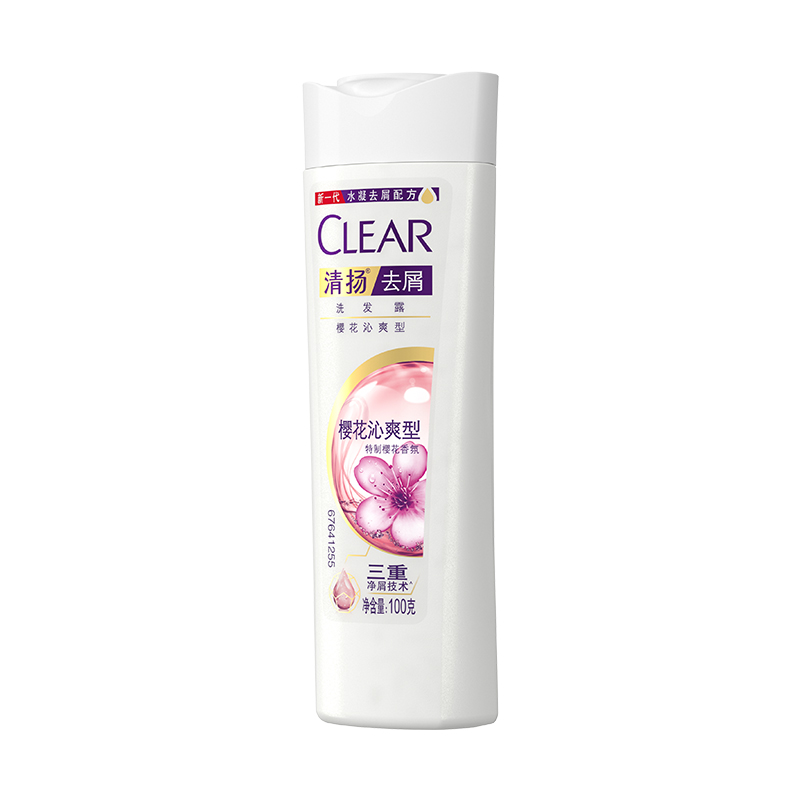 新一代 水凝去屑配方
CLEAR
清扬® 去屑
洗发露
樱花沁爽型
樱花沁爽型
特制樱花香氛
67641255
三重
净屑技术^
净含量:100克